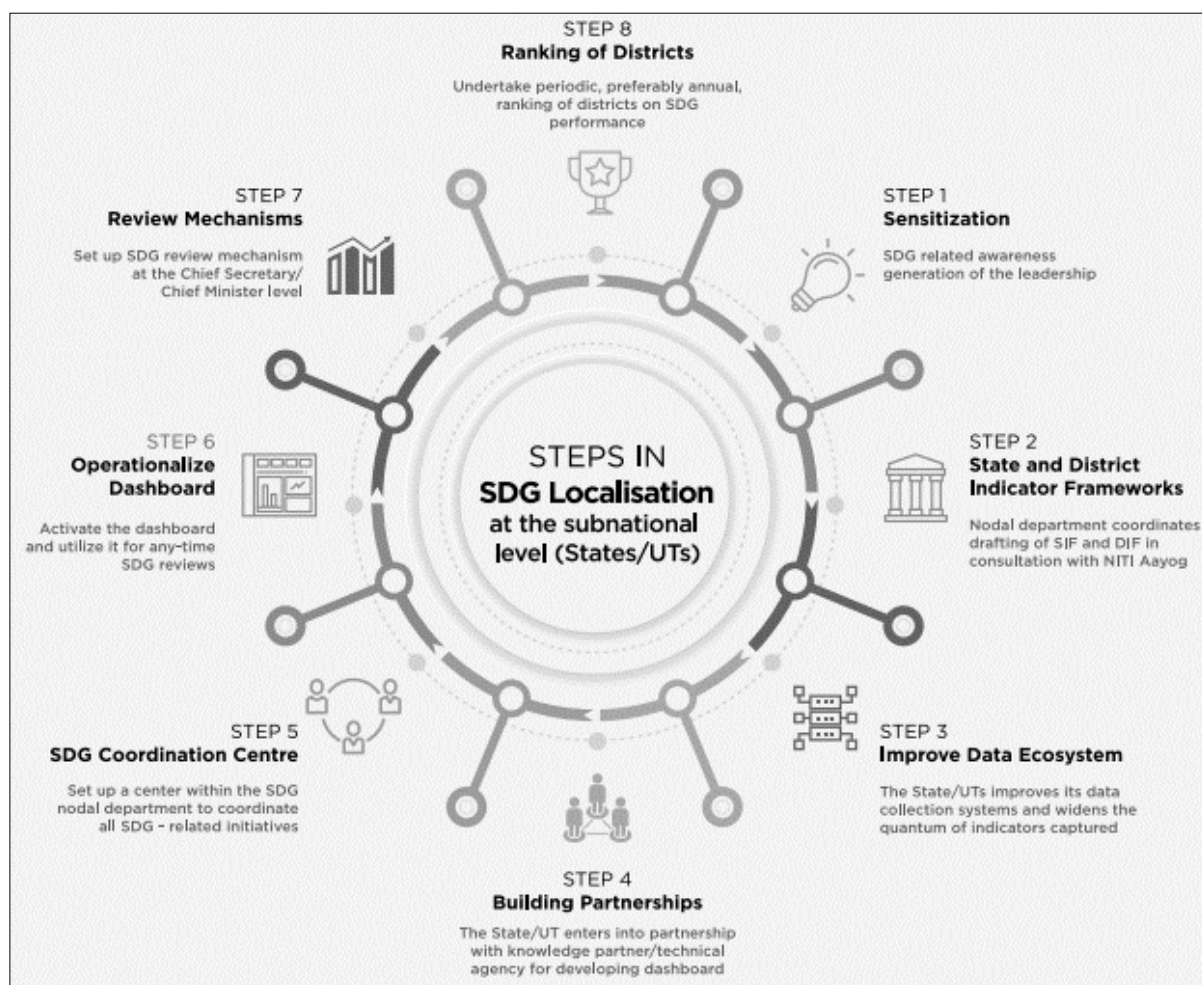 STEP 8
Ranking of Districts
Undertake periodic, preferably annual,
ranking of districts on SDG
performance
STEP 1
Sensitization
SDG related awareness
generation of the leadership
STEP 2
State and District
Indicator Frameworks
Nodal department coordinates
drafting of SIF and DIF in
consultation with NITI Aayog
STEP 3
Improve Data Ecosystem
The State/UTs improves its data
collection systems and widens the
quantum of indicators captured
STEP 4
Building Partnerships
The State/UT enters into partnership
with knowledge partner/technical
agency for developing dashboard
STEP 5
SDG Coordination Centre
Set up a center within the SDG
nodal department to coordinate
all SDG - related initiatives
STEP 6
Operationalize
Dashboard
Activate the dashboard
and utilize it for any-time
SDG reviews
STEP 7
Review Mechanisms
Set up SDG review mechanism
at the Chief Secretary/
Chief Minister level
STEPS IN
SDG Localisation
at the subnational
level (States/UTs)